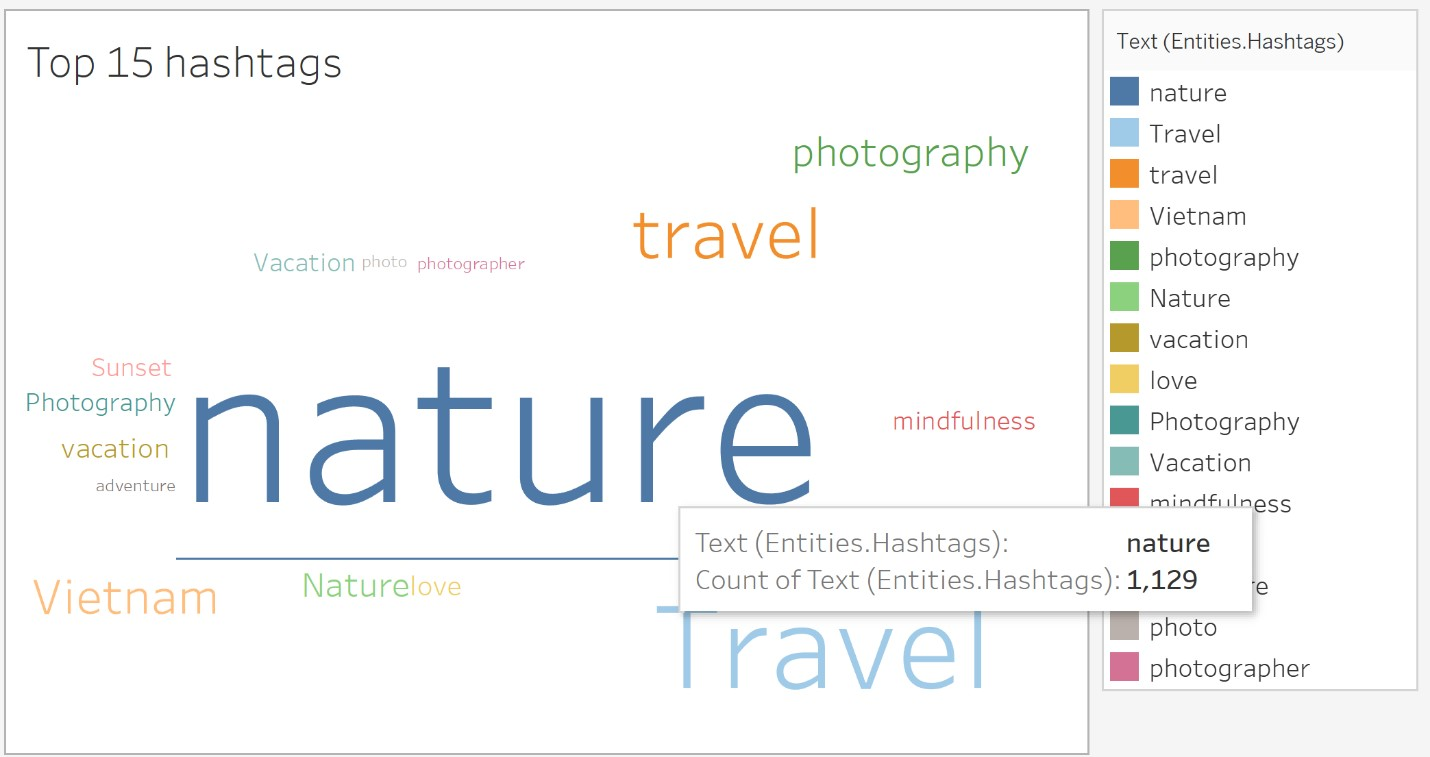 Top 15 hashtags
photography
travel
Vacation photo photographer
Sunset
Photography
nature
mindfulness
vacation
adventure
Vietnam
Nature love
Travel
Text (Entities.Hashtags): nature
Count of Text (Entities.Hashtags): 1,129
Text (Entities.Hashtags)
nature
Travel
travel
Vietnam
photography
Nature
vacation
love
Photography
Vacation
mindfulness
re
photo
photographer